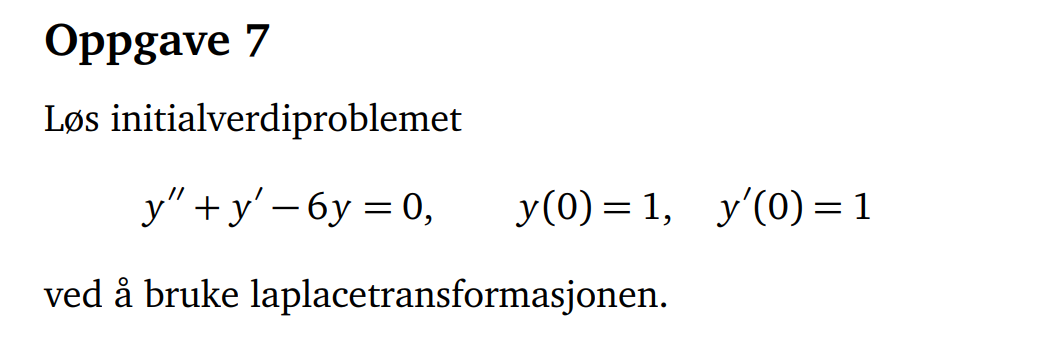 Oppgave 7
Løs initialverdiproblemet
y″ + y′ − 6y = 0, y(0) = 1, y′(0) = 1
ved å bruke laplacetransformasjonen.